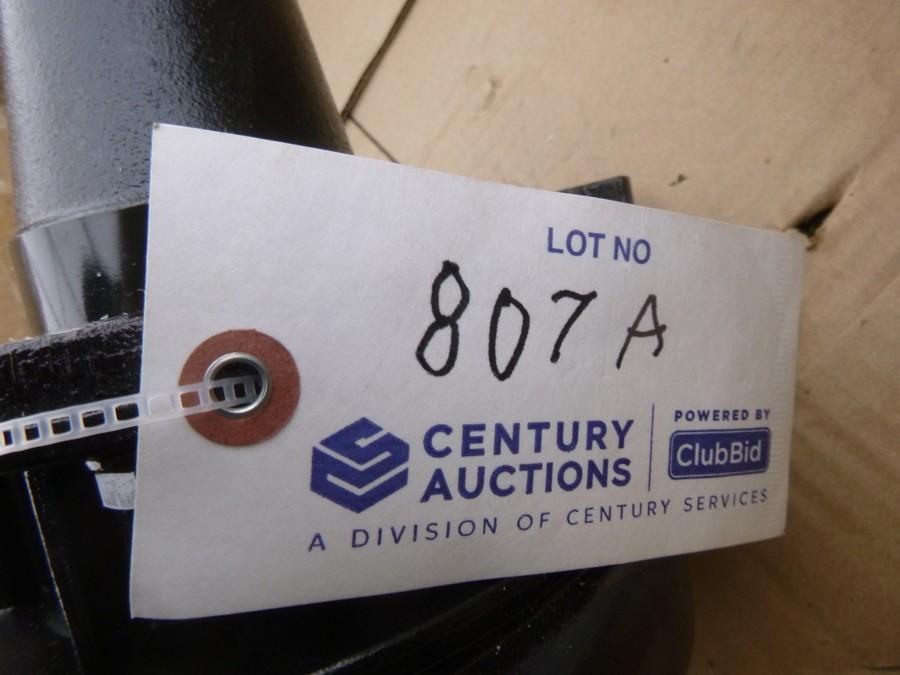 LOT NO
807 A
CENTURY
AUCTIONS
POWERED BY
ClubBid
A DIVISION OF CENTURY SERVICES